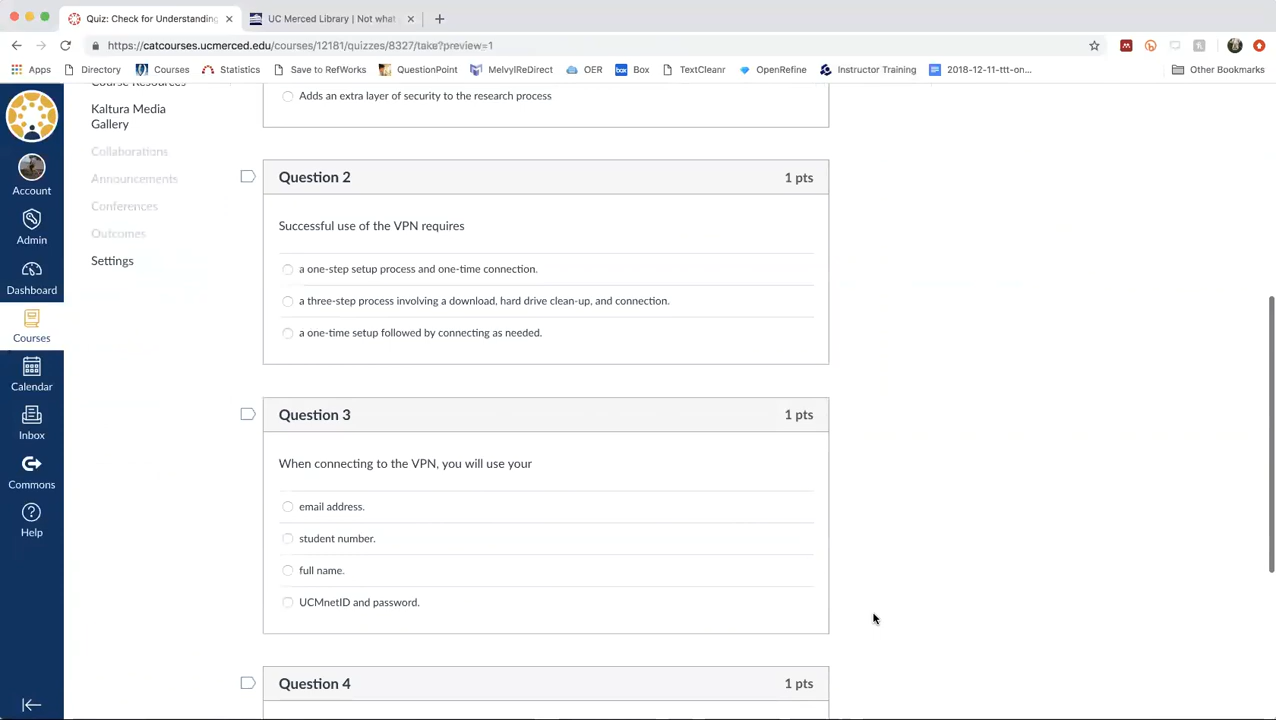 Quiz: Check for Understanding
UC Merced Library | Not what
https://catcourses.ucmerced.edu/courses/12181/quizzes/8327/take?preview=1
Apps
Directory
Courses
Statistics
Save to RefWorks
QuestionPoint
MelvylReDirect
OER
Box
TextCleanr
OpenRefine
Instructor Training
2018-12-11-ttt-on...
Other Bookmarks
Account
Admin
Dashboard
Courses
Calendar
Inbox
Commons
Help
Course Resources
Kaltura Media
Gallery
Collaborations
Announcements
Conferences
Outcomes
Settings
Adds an extra layer of security to the research process
Question 2 1 pts
Successful use of the VPN requires
a one-step setup process and one-time connection.
a three-step process involving a download, hard drive clean-up, and connection.
a one-time setup followed by connecting as needed.
Question 3 1 pts
When connecting to the VPN, you will use your
email address.
student number.
full name.
UCMnetID and password.
Question 4 1 pts